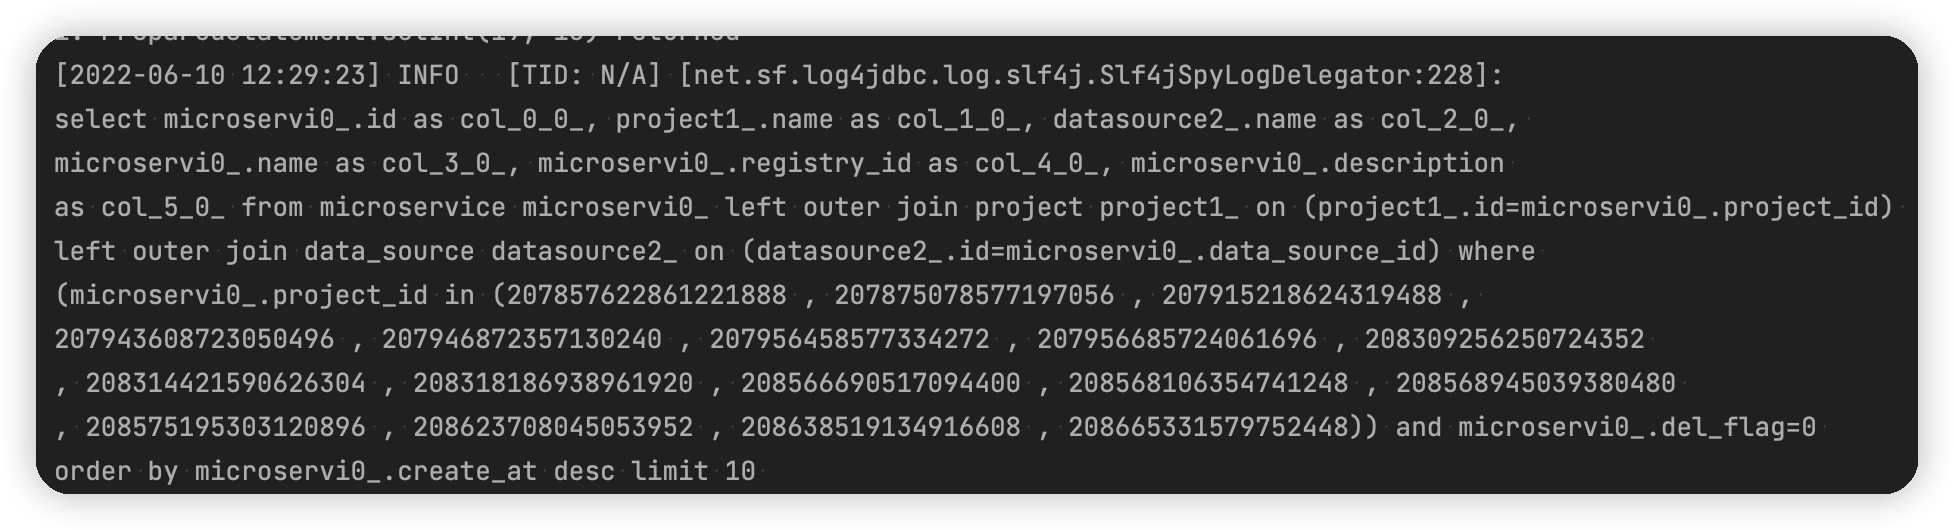 [2022-06-10 12:29:23] INFO   [TID: N/A] [net.sf.log4jdbc.log.slf4j.Slf4jSpyLogDelegator:228]:
select microservi0_.id as col_0_0_, project1_.name as col_1_0_, datasource2_.name as col_2_0_,
microservi0_.name as col_3_0_, microservi0_.registry_id as col_4_0_, microservi0_.description
as col_5_0_ from microservice microservi0_ left outer join project project1_ on (project1_.id=microservi0_.project_id)
left outer join data_source datasource2_ on (datasource2_.id=microservi0_.data_source_id) where
(microservi0_.project_id in (207857622861221888 , 207875078577197056 , 207915218624319488 ,
207943608723050496 , 207946872357130240 , 207956458577334272 , 207956685724061696 , 208309256250724352
, 208314421590626304 , 208318186938961920 , 208566690517094400 , 208568106354741248 , 208568945039380480
, 208575195303120896 , 208623708045053952 , 208638519134916608 , 208665331579752448)) and microservi0_.del_flag=0
order by microservi0_.create_at desc limit 10